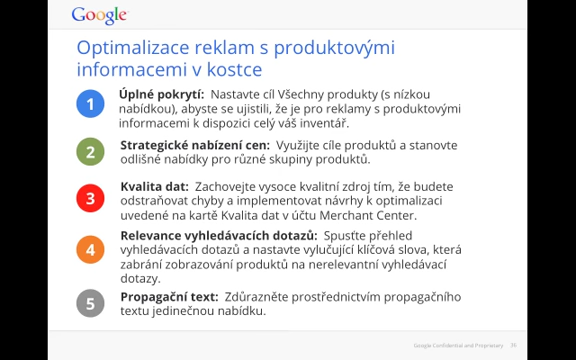 Google
Optimalizace reklam s produktovými
informacemi v kostce
1
Úplné pokrytí: Nastavte cíl Všechny produkty (s nízkou
nabídkou), abyste se ujistili, že je pro reklamy s produktovými
informacemi k dispozici celý váš inventář.
2
Strategické nabízení cen: Využijte cíle produktů a stanovte
odlišné nabídky pro různé skupiny produktů.
3
Kvalita dat: Zachovejte vysoce kvalitní zdroj tím, že budete
odstraňovat chyby a implementovat návrhy k optimalizaci
uvedené na kartě Kvalita dat v účtu Merchant Center.
4
Relevance vyhledávacích dotazů: Spusťte přehled
vyhledávacích dotazů a nastavte vylučující klíčová slova, která
zabrání zobrazování produktů na nerelevantní vyhledávací
dotazy.
5
Propagační text: Zdůrazněte prostřednictvím propagačního
textu jedinečnou nabídku.
Google Confidential and Proprietary